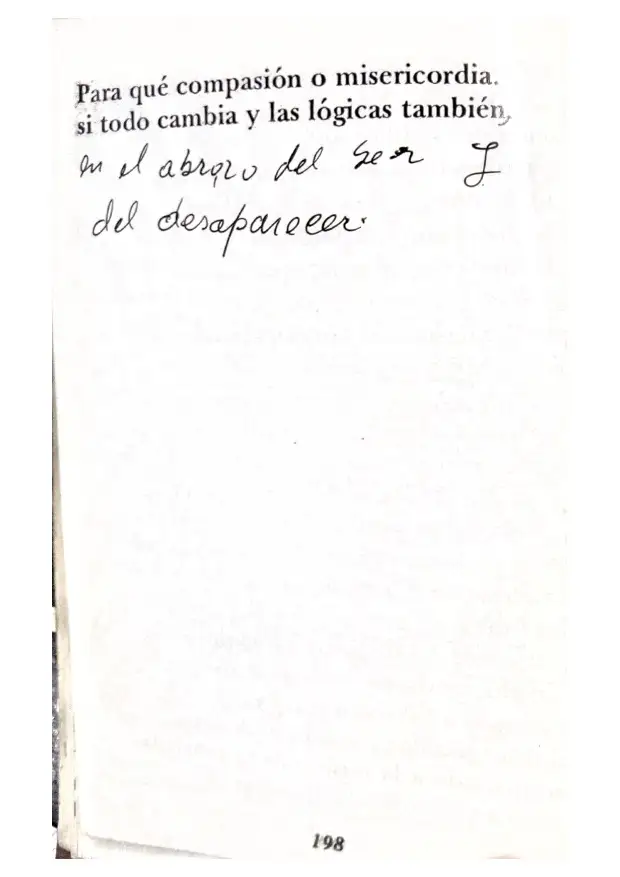 Para qué compasión o misericordia.
si todo cambia y las lógicas también,
en el abrazo del ser y
del desaparecer.
198